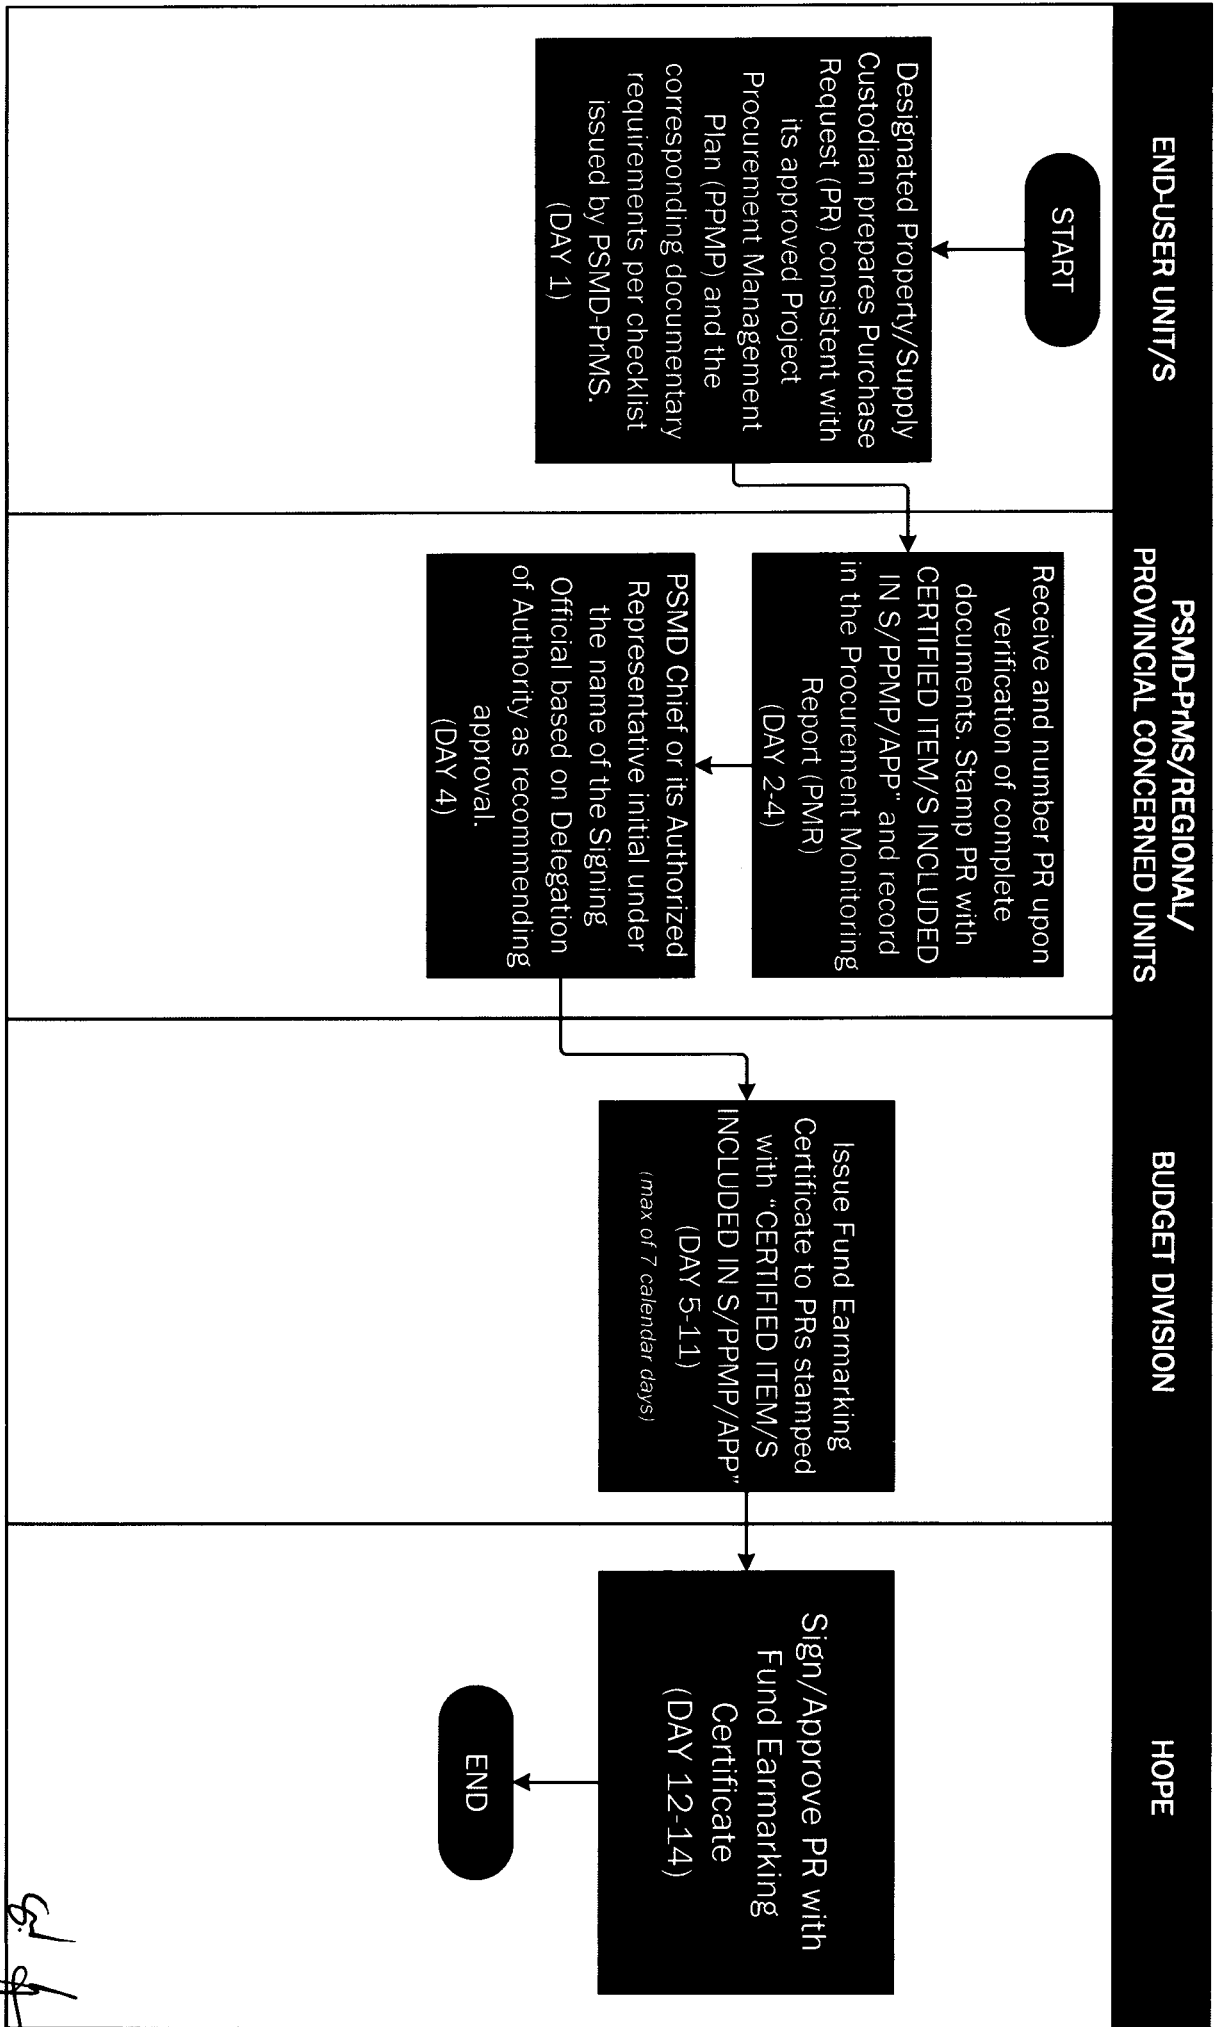 END-USER UNIT/S
PSMD-PrMS/REGIONAL/
PROVINCIAL CONCERNED UNITS
BUDGET DIVISION
HOPE
START
Designated Property/Supply
Custodian prepares Purchase
Request (PR) consistent with
its approved Project
Procurement Management
Plan (PPMP) and the
corresponding documentary
requirements per checklist
issued by PSMD-PrMS.
(DAY 1)
Receive and number PR upon
verification of complete
documents. Stamp PR with
CERTIFIED ITEM/S INCLUDED
IN S/PPMP/APP" and record
in the Procurement Monitoring
Report (PMR)
(DAY 2-4)
PSMD Chief or its Authorized
Representative initial under
the name of the Signing
Official based on Delegation
of Authority as recommending
approval.
(DAY 4)
Issue Fund Earmarking
Certificate to PRs stamped
with “CERTIFIED ITEM/S
INCLUDED IN S/PPMP/APP”
(DAY 5-11)
(max of 7 calendar days)
Sign/Approve PR with
Fund Earmarking
Certificate
(DAY 12-14)
END